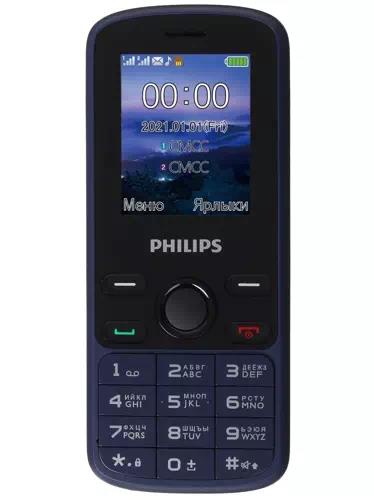 00:00
2021.01.01(Fri)
1 CMCC
2 CMCC
Меню Ярлыки
PHILIPS
1 2 АБВГ ABC 3 ДЕЁЖЗ DEF
4 ИЙКЛ GHI 5 МНОП JKL 6 РСТУ MNO
7 ФХЦЧ PQRS 8 ШЩЪЫ TUV 9 ЬЭЮЯ WXYZ
*. 0 ± #